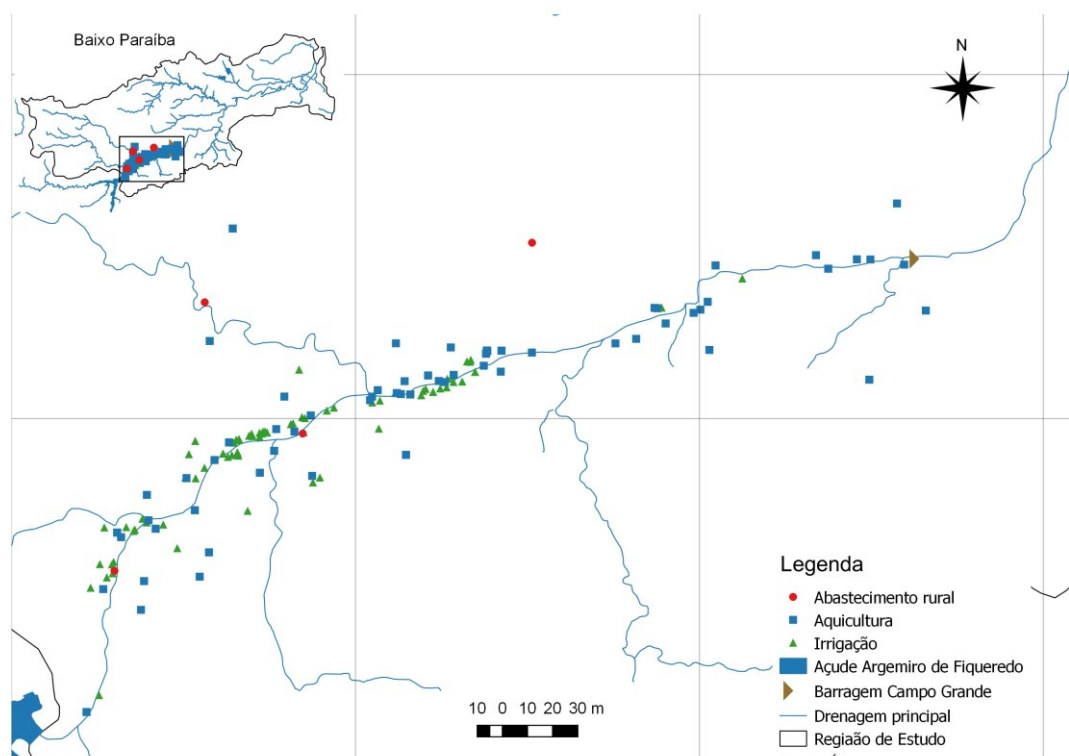 Baixo Paraíba
N
Legenda
Abastecimento rural
Aquicultura
Irrigação
Açude Argemiro de Fiqueredo
Barragem Campo Grande
Drenagem principal
Regiaão de Estudo
10 0 10 20 30 m